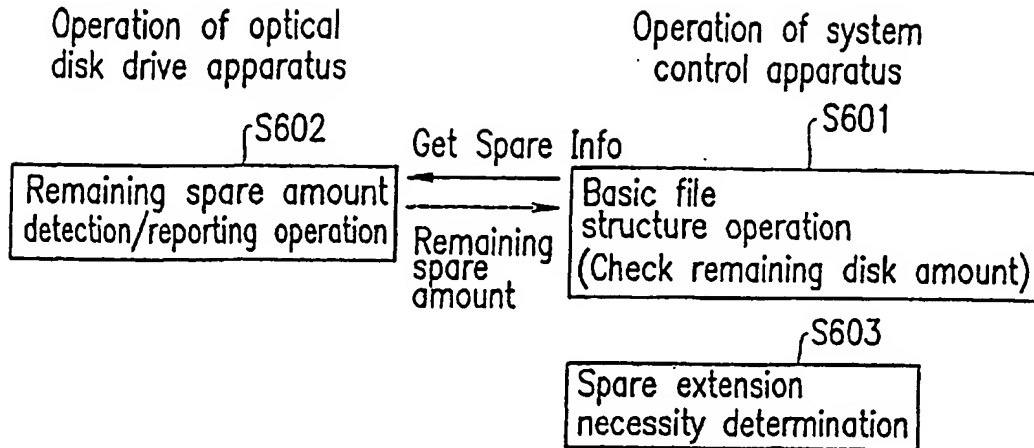 Operation of optical
disk drive apparatus
Operation of system
control apparatus
S602
Get Spare Info
S601
Remaining spare amount
detection/reporting operation
Remaining
spare
amount
Basic file
structure operation
(Check remaining disk amount)
S603
Spare extension
necessity determination